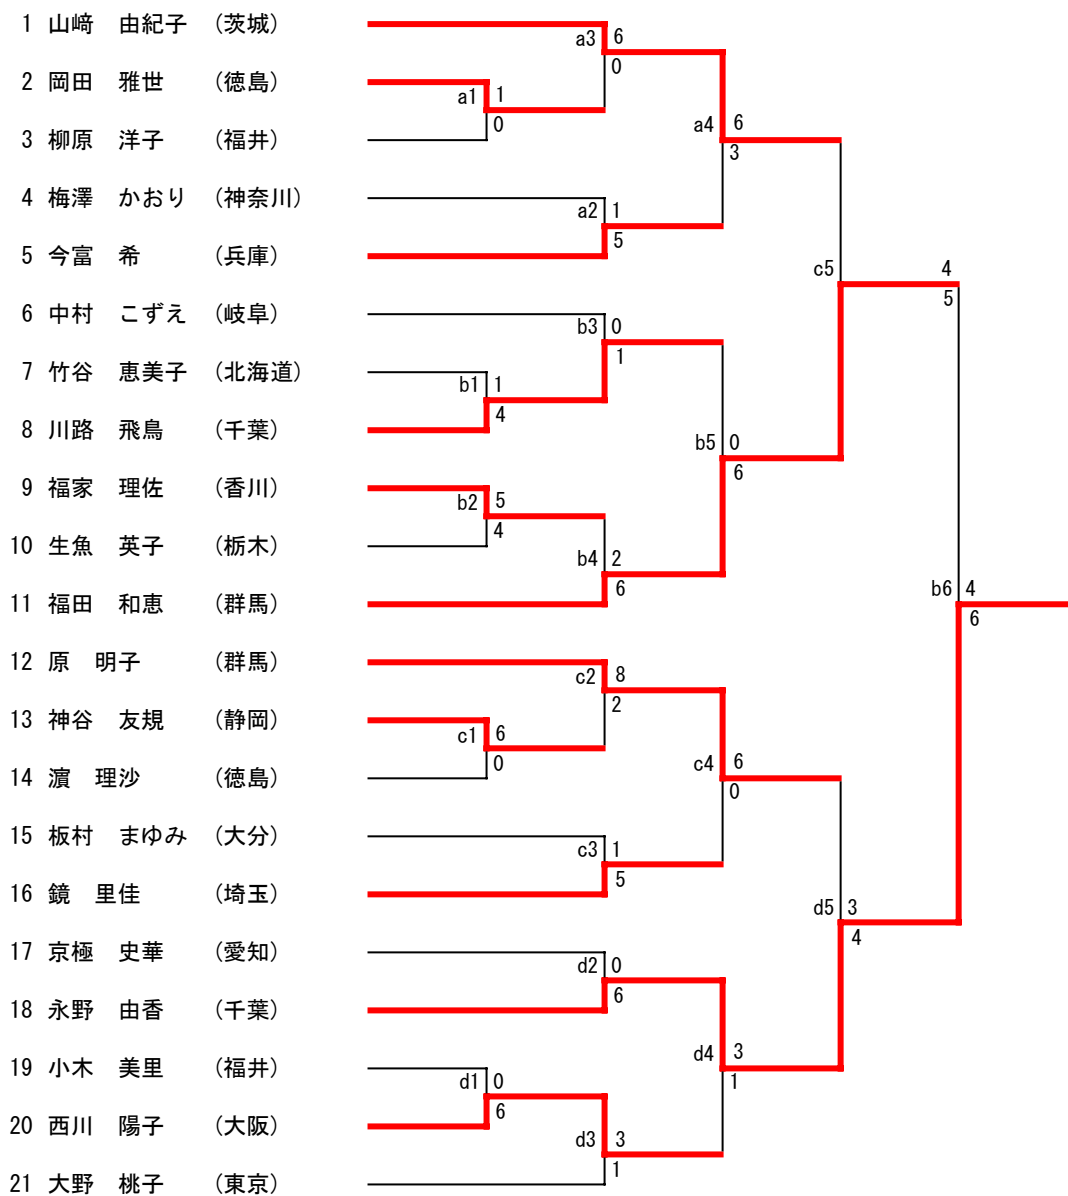 1 山﨑 由紀子 (茨城)
a3 6
0
2 岡田 雅世 (徳島)
a1 1
0
a4 6
3
3 柳原 洋子 (福井)
4 梅澤 かおり (神奈川)
a2 1
5
5 今富 希 (兵庫)
c5 4
5
6 中村 こずえ (岐阜)
b3 0
1
7 竹谷 恵美子 (北海道)
b1 1
4
8 川路 飛鳥 (千葉)
b5 0
6
9 福家 理佐 (香川)
b2 5
4
10 生魚 英子 (栃木)
b4 2
6
11 福田 和恵 (群馬)
b6 4
6
12 原 明子 (群馬)
c2 8
2
13 神谷 友規 (静岡)
c1 6
0
14 濵 理沙 (徳島)
c4 6
0
15 板村 まゆみ (大分)
c3 1
5
16 鏡 里佳 (埼玉)
d5 3
4
17 京極 史華 (愛知)
d2 0
6
18 永野 由香 (千葉)
d4 3
1
19 小木 美里 (福井)
d1 0
6
20 西川 陽子 (大阪)
d3 3
1
21 大野 桃子 (東京)